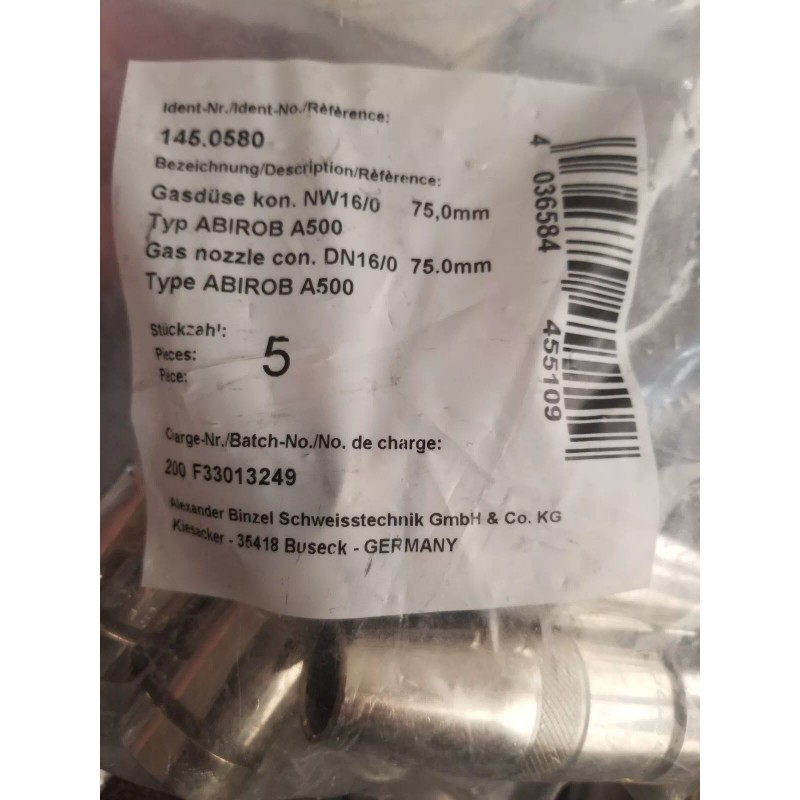 Ident-Nr./Ident-No./Rèfèrence:
145.0580
Bezeichnung/Description/Rèfèrence:
Gasdüse kon. NW16/0 75,0mm
Typ ABIROB A500
Gas nozzle con. DN16/0 75.0mm
Type ABIROB A500
Stückzahl:
Pieces:
Pièce:
5
Charge-Nr./Batch-No./No. de charge:
200 F33013249
Alexander Binzel Schweisstechnik GmbH & Co. KG
Kiesacker - 35418 Buseck - GERMANY
4 036584 455109